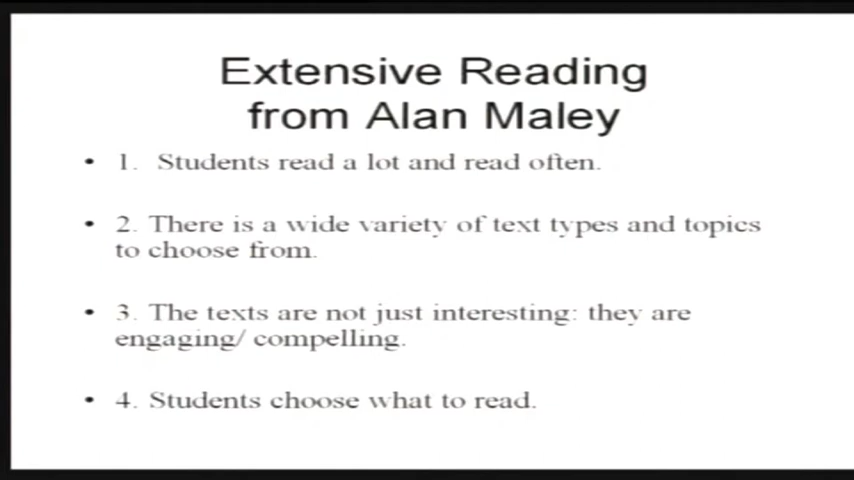 Extensive Reading
from Alan Maley
• 1. Students read a lot and read often.
• 2. There is a wide variety of text types and topics
to choose from.
• 3. The texts are not just interesting: they are
engaging/ compelling.
• 4. Students choose what to read.